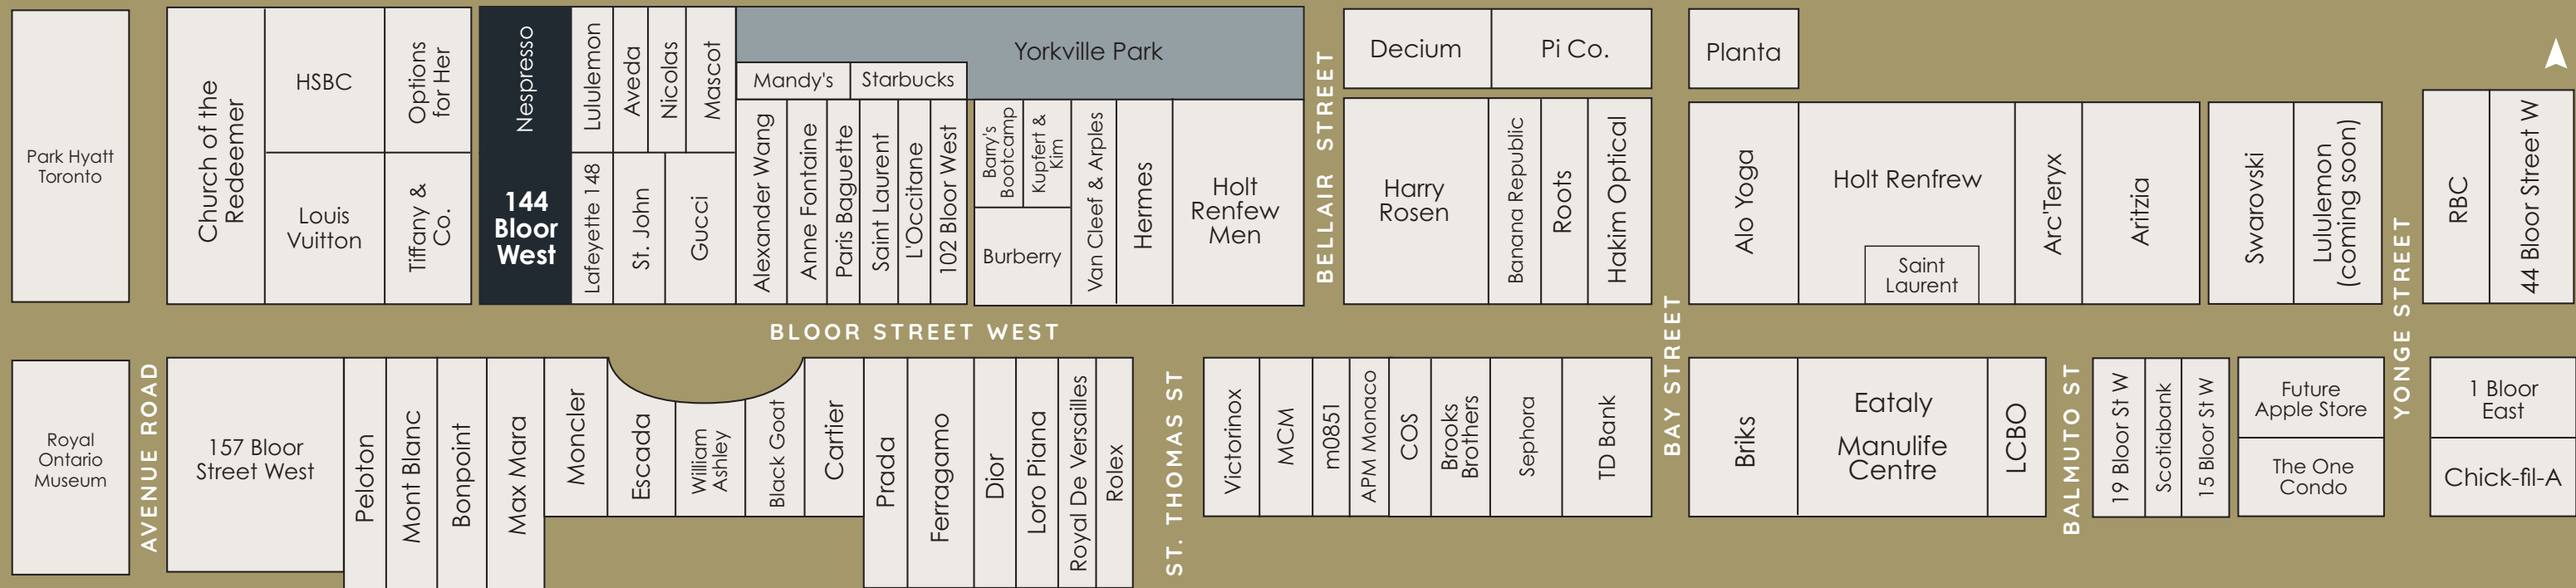 Park Hyatt
Toronto
Church of the
Redeemer
HSBC
Options
for Her
Louis
Vuitton
Tiffany &
Co.
Nespresso
144
Bloor
West
Lululemon
Aveda
Nicolas
Mascot
Lafeyette 148
St. John
Gucci
Yorkville Park
Mandy's
Starbucks
Alexander Wang
Anne Fontaine
Paris Baguette
Saint Laurent
L'Occitane
102 Bloor West
Barry's
Bootcamp
Kupfert &
Kim
Burberry
Van Cleef & Arples
Hermes
Holt
Renfew
Men
BELLAIR STREET
Decium
Pi Co.
Harry
Rosen
Banana Republic
Roots
Hakim Optical
Planta
Alo Yoga
Holt Renfrew
Saint
Laurent
Arc'Teryx
Aritzia
Swarovski
Lululemon
(coming soon)
RBC
44 Bloor Street W
BLOOR STREET WEST
Royal
Ontario
Museum
AVENUE ROAD
157 Bloor
Street West
Peloton
Mont Blanc
Bonpoint
Max Mara
Moncler
Escada
William
Ashley
Black Goat
Cartier
Prada
Ferragamo
Dior
Loro Piana
Royal De Versailles
Rolex
ST. THOMAS ST
Victorinox
MCM
m0851
APM Monaco
COS
Brooks
Brothers
Sephora
TD Bank
BAY STREET
Briks
Eataly
Manulife
Centre
LCBO
BALMUTO ST
19 Bloor St W
Scotiabank
15 Bloor St W
Future
Apple Store
The One
Condo
YONGE STREET
1 Bloor
East
Chick-fil-A